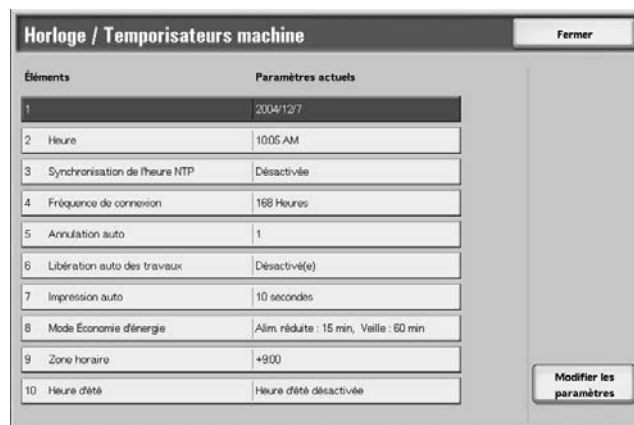 Horloge / Temporisateurs machine Fermer
Éléments Paramètres actuels
1 2004/12/7
2 Heure 10:05 AM
3 Synchronisation de l'heure NTP Désactivée
4 Fréquence de connexion 168 Heures
5 Annulation auto 1
6 Libération auto des travaux Désactivé(e)
7 Impression auto 10 secondes
8 Mode Économie d'énergie Alim. réduite : 15 min, Veille : 60 min
9 Zone horaire +9:00
10 Heure d'été Heure d'été désactivée
Modifier les
paramètres